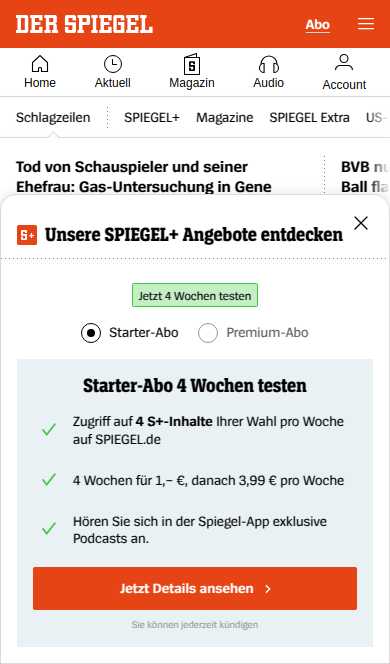 DER SPIEGEL
Abo
Home
Aktuell
Magazin
Audio
Account
Schlagzeilen
SPIEGEL+
Magazine
SPIEGEL Extra
US-
Tod von Schauspieler und seiner
Ehefrau: Gas-Untersuchung in Gene
BVB
Ball
S+ Unsere SPIEGEL+ Angebote entdecken
Jetzt 4 Wochen testen
Starter-Abo
Premium-Abo
Starter-Abo 4 Wochen testen
Zugriff auf 4 S+-Inhalte Ihrer Wahl pro Woche
auf SPIEGEL.de
4 Wochen für 1,– €, danach 3,99 € pro Woche
Hören Sie sich in der Spiegel-App exklusive
Podcasts an.
Jetzt Details ansehen
Sie können jederzeit kündigen